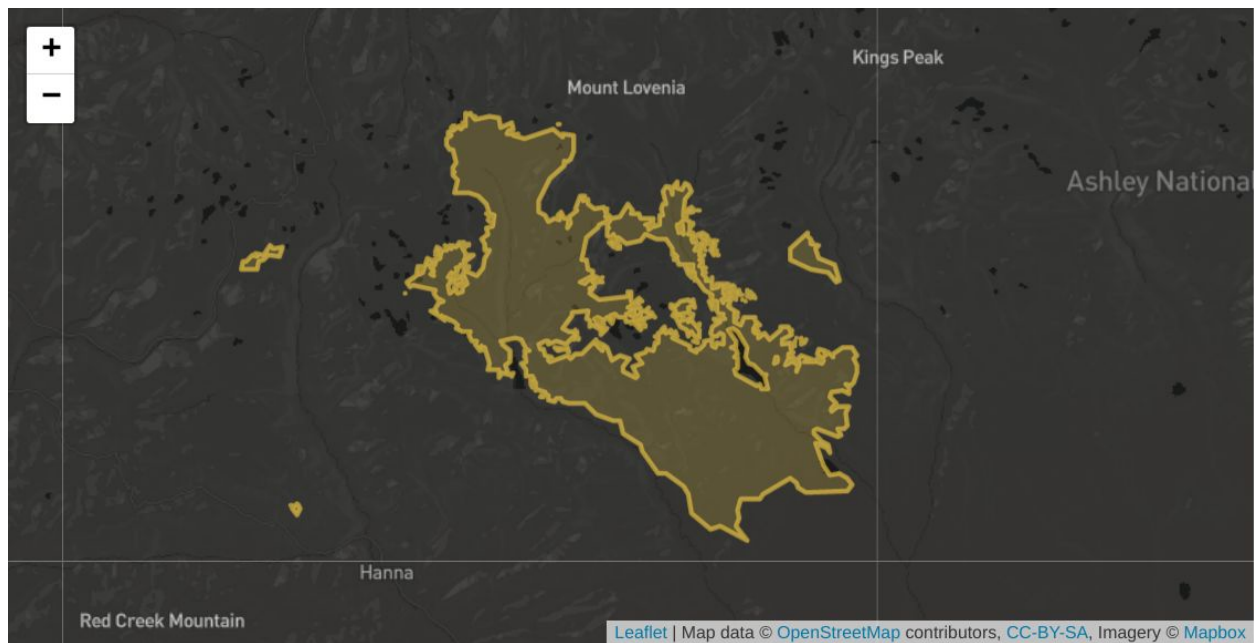 +
−
Kings Peak
Mount Lovenia
Ashley National
Hanna
Red Creek Mountain
Leaflet | Map data © OpenStreetMap contributors, CC-BY-SA, Imagery © Mapbox